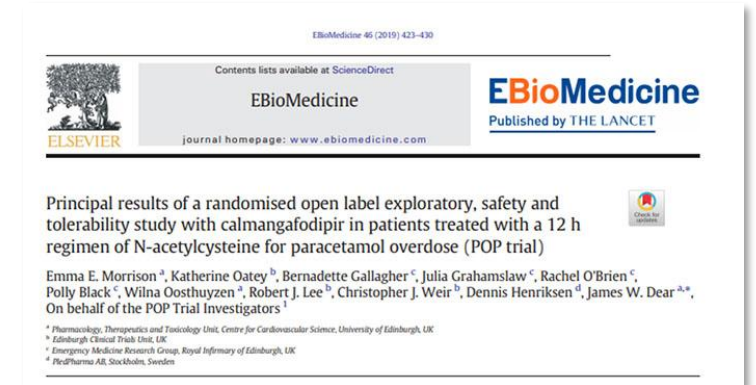 EBioMedicine 46 (2019) 423–430
Contents lists available at ScienceDirect
EBioMedicine
journal homepage: www.ebiomedicine.com
ELSEVIER
EBioMedicine
Published by THE LANCET
Principal results of a randomised open label exploratory, safety and
tolerability study with calmangafodipir in patients treated with a 12 h
regimen of N-acetylcysteine for paracetamol overdose (POP trial)
Check for
updates
Emma E. Morrison a, Katherine Oatey b, Bernadette Gallagher c, Julia Grahamslaw c, Rachel O'Brien c,
Polly Black c, Wilna Oosthuyzen a, Robert J. Lee b, Christopher J. Weir b, Dennis Henriksen d, James W. Dear a,*,
On behalf of the POP Trial Investigators 1
a Pharmacology, Therapeutics and Toxicology Unit, Centre for Cardiovascular Science, University of Edinburgh, UK
b Edinburgh Clinical Trials Unit, UK
c Emergency Medicine Research Group, Royal Infirmary of Edinburgh, UK
d PledPharma AB, Stockholm, Sweden